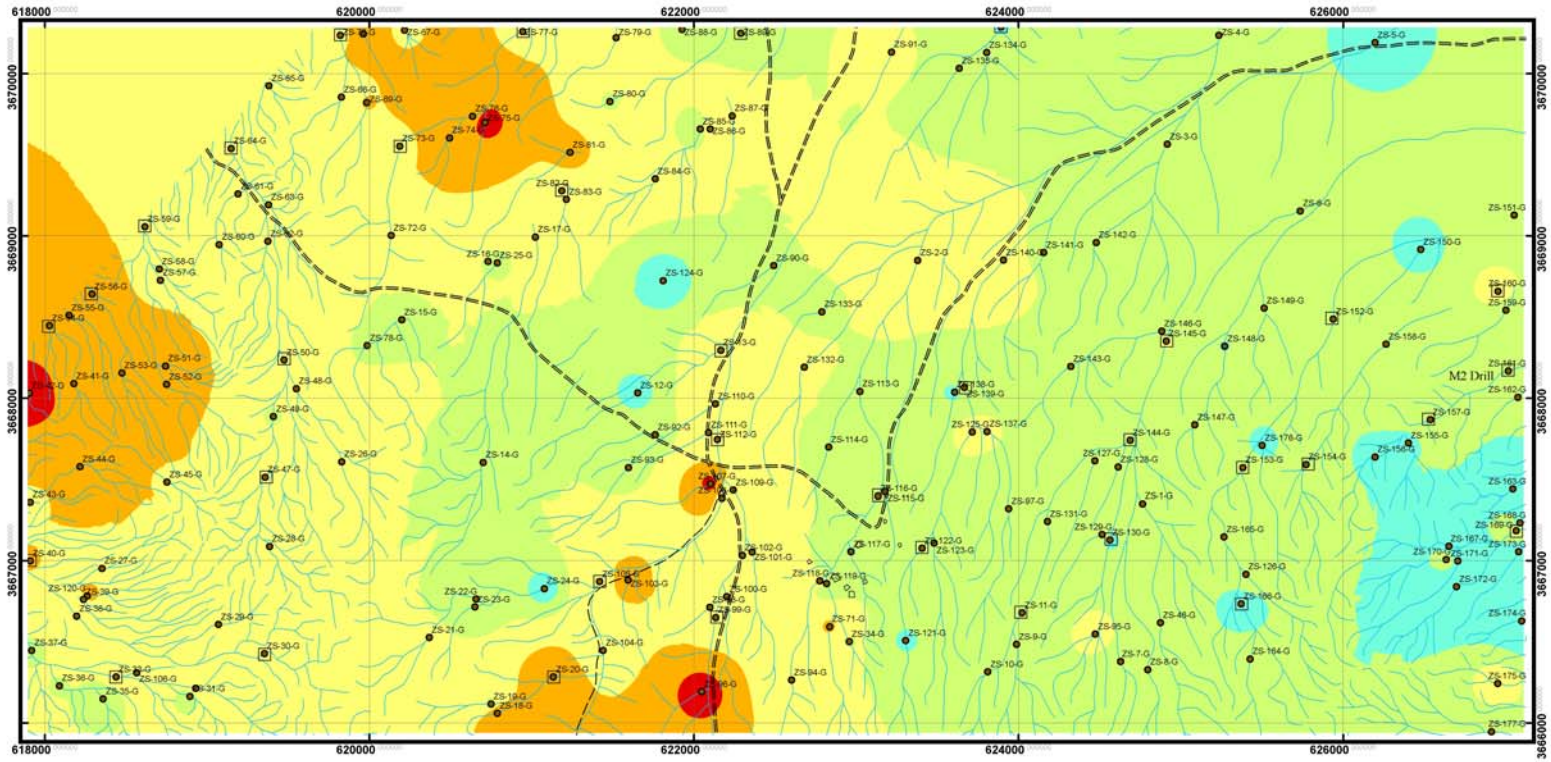 618000 620000 622000 624000 626000
ZS-67-G ZS-77-G ZS-79-G ZS-88-G ZS-4-G ZS-5-G
ZS-91-G ZS-134-G
ZS-135-G
3670000 3670000
ZS-65-G
ZS-66-G ZS-69-G ZS-80-G
ZS-76-G ZS-75-G ZS-85-G ZS-87-G
ZS-64-G ZS-73-G ZS-74-G ZS-86-G ZS-3-G
ZS-81-G
ZS-61-G ZS-82-G ZS-84-G
ZS-63-G ZS-83-G
ZS-59-G ZS-6-G ZS-151-G
ZS-60-G ZS-72-G ZS-17-G ZS-142-G
3669000 3669000
ZS-141-G ZS-150-G
ZS-58-G ZS-16-G ZS-25-G ZS-90-G ZS-2-G ZS-140-G
ZS-57-G ZS-124-G
ZS-56-G ZS-160-G
ZS-55-G ZS-15-G ZS-133-G ZS-149-G ZS-159-G
ZS-152-G
ZS-78-G ZS-146-G ZS-145-G ZS-148-G
ZS-50-G ZS-132-G ZS-143-G
ZS-53-G ZS-51-G ZS-161-G
M2 Drill
ZS-41-G ZS-52-G ZS-48-G ZS-12-G ZS-113-G ZS-138-G ZS-139-G
3668000 3668000
ZS-110-G ZS-162-G
ZS-49-G ZS-157-G
ZS-92-G ZS-111-G ZS-112-G ZS-125-G ZS-137-G ZS-144-G ZS-147-G
ZS-114-G ZS-155-G
ZS-44-G ZS-26-G ZS-14-G ZS-93-G ZS-127-G ZS-128-G ZS-153-G ZS-154-G
ZS-45-G ZS-47-G
ZS-43-G ZS-109-G ZS-116-G ZS-115-G ZS-97-G ZS-1-G ZS-163-G
ZS-131-G ZS-168-G
ZS-169-G
ZS-28-G ZS-102-G ZS-117-G ZS-122-G ZS-123-G ZS-129-G ZS-130-G ZS-165-G ZS-167-G
ZS-40-G ZS-27-G ZS-101-G ZS-170-G ZS-171-G ZS-173-G
3667000 3667000
ZS-103-G ZS-118-G ZS-119-G ZS-126-G
ZS-120-G ZS-39-G ZS-24-G ZS-172-G
ZS-22-G ZS-23-G ZS-100-G ZS-99-G ZS-166-G
ZS-29-G ZS-71-G ZS-11-G ZS-46-G ZS-174-G
ZS-21-G ZS-34-G ZS-121-G ZS-95-G
ZS-37-G ZS-30-G ZS-104-G ZS-9-G
ZS-106-G ZS-20-G ZS-94-G ZS-10-G ZS-7-G ZS-8-G ZS-164-G
ZS-35-G ZS-31-G ZS-19-G ZS-175-G
ZS-18-G
ZS-177-G
3666000
618000 620000 622000 624000 626000